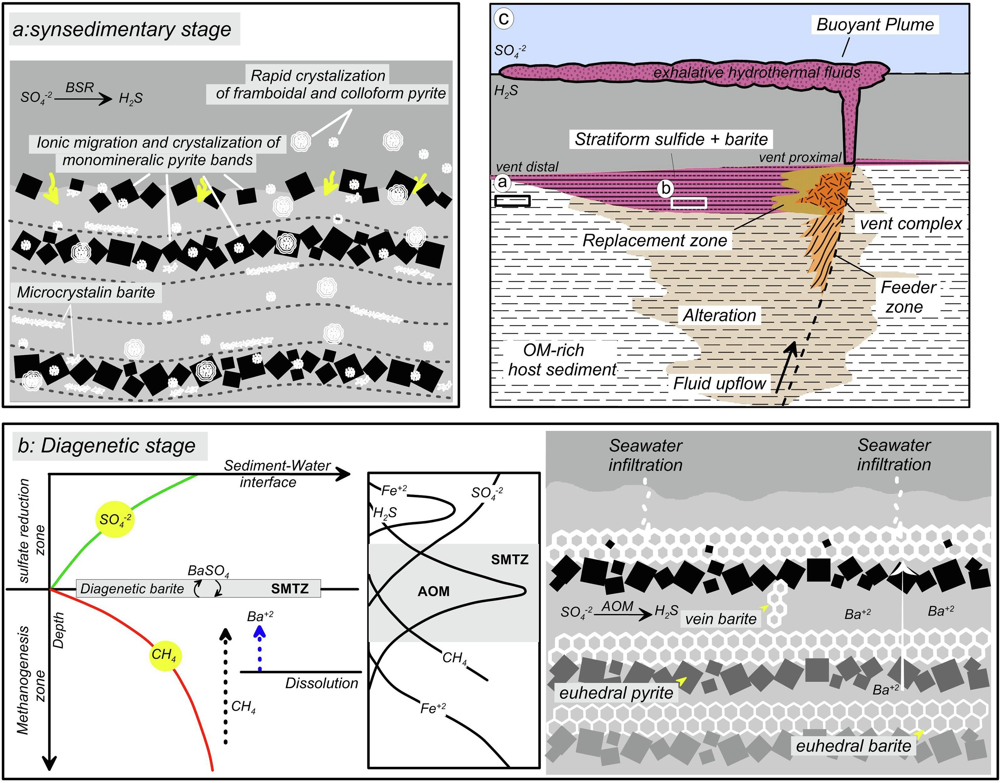 a:synsedimentary stage
SO₄⁻² BSR H₂S
Rapid crystalization
of framboidal and colloform pyrite
Ionic migration and crystalization of
monomineralic pyrite bands
Microcrystalin barite
c
Buoyant Plume
SO₄⁻²
exhalative hydrothermal fluids
H₂S
Stratiform sulfide + barite
vent proximal
vent distal
a
b
vent complex
Replacement zone
Feeder
zone
Alteration
OM-rich
host sediment
Fluid upflow
b: Diagenetic stage
Sediment-Water
interface
sulfate reduction
zone
SO₄⁻²
BaSO₄
Diagenetic barite
SMTZ
Depth
Methanogenesis
zone
CH₄
Ba⁺²
Dissolution
CH₄
Fe⁺²
SO₄⁻²
H₂S
SMTZ
AOM
CH₄
Fe⁺²
Seawater
infiltration
Seawater
infiltration
SO₄⁻² AOM H₂S
vein barite
Ba⁺²
Ba⁺²
euhedral pyrite
Ba⁺²
euhedral barite